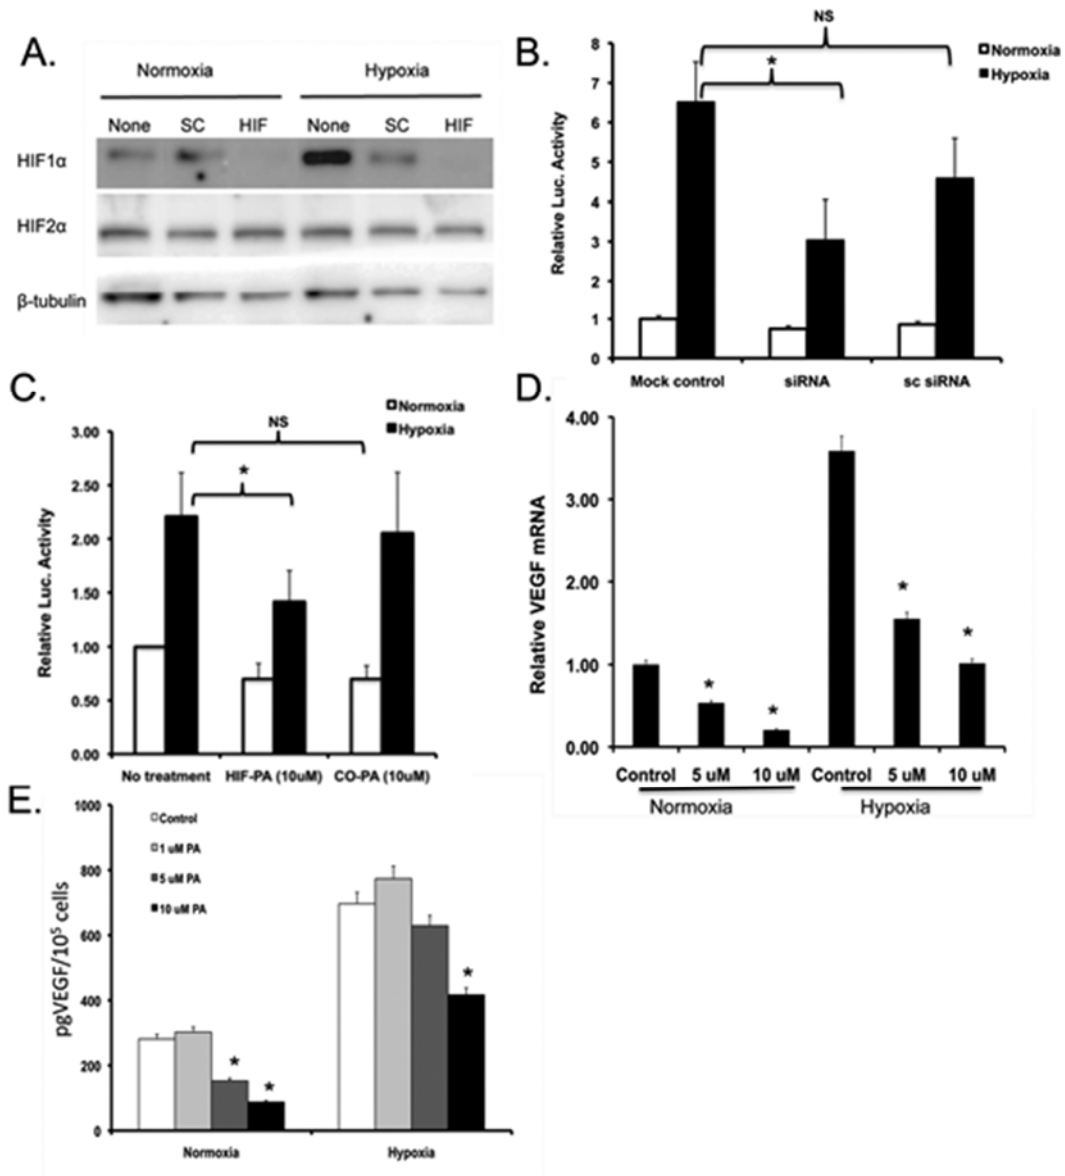 A.
Normoxia Hypoxia
None SC HIF None SC HIF
HIF1α
HIF2α
β-tubulin
B.
NS
*
Normoxia
Hypoxia
Relative Luc. Activity
8
7
6
5
4
3
2
1
0
Mock control siRNA sc siRNA
C.
Normoxia
Hypoxia
NS
*
Relative Luc. Activity
3.00
2.50
2.00
1.50
1.00
0.50
0.00
No treatment HIF-PA (10uM) CO-PA (10uM)
D.
Relative VEGF mRNA
4.00
3.00
2.00
1.00
0.00
* * * *
Control 5 uM 10 uM Control 5 uM 10 uM
Normoxia Hypoxia
E.
pgVEGF/10⁵ cells
1000
800
600
400
200
0
Control
1 uM PA
5 uM PA
10 uM PA
* * *
Normoxia Hypoxia